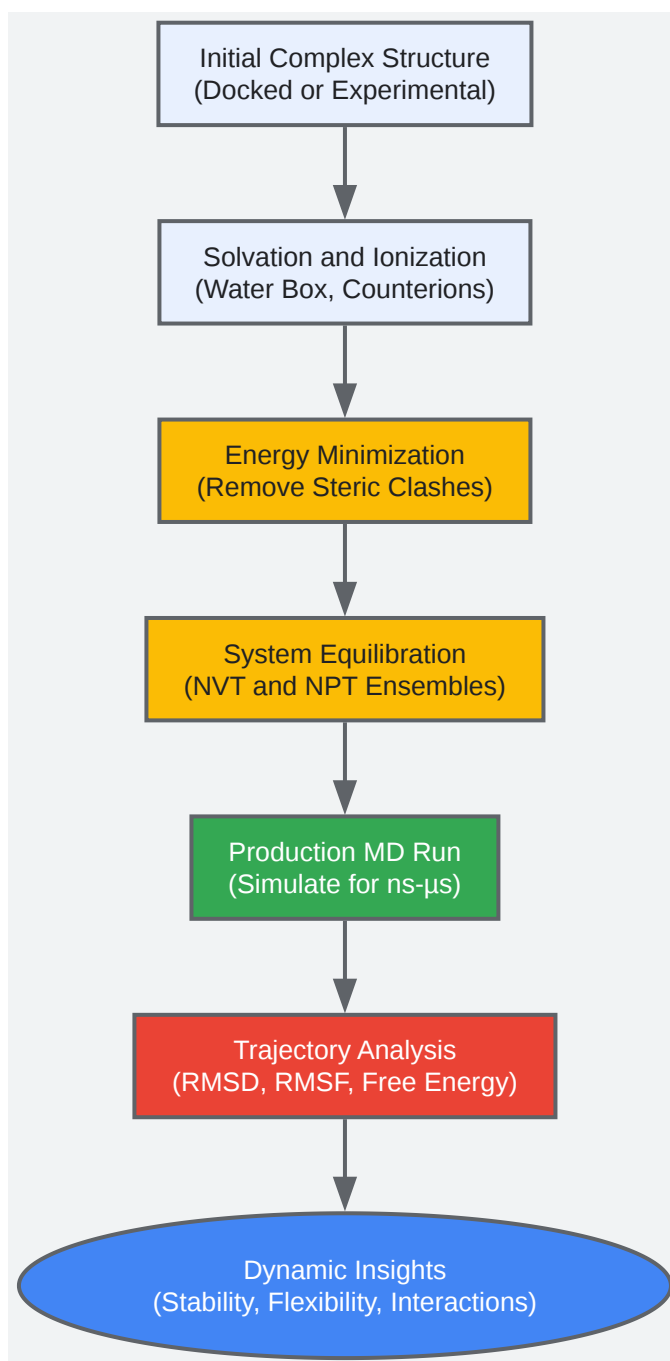 Initial Complex Structure
(Docked or Experimental)
Solvation and Ionization
(Water Box, Counterions)
Energy Minimization
(Remove Steric Clashes)
System Equilibration
(NVT and NPT Ensembles)
Production MD Run
(Simulate for ns-µs)
Trajectory Analysis
(RMSD, RMSF, Free Energy)
Dynamic Insights
(Stability, Flexibility, Interactions)